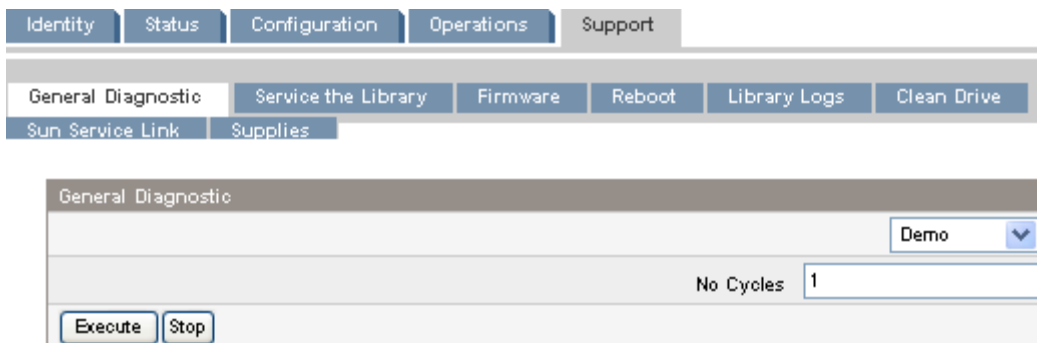 Identity Status Configuration Operations Support
General Diagnostic Service the Library Firmware Reboot Library Logs Clean Drive
Sun Service Link Supplies
General Diagnostic
Demo
No Cycles 1
Execute Stop